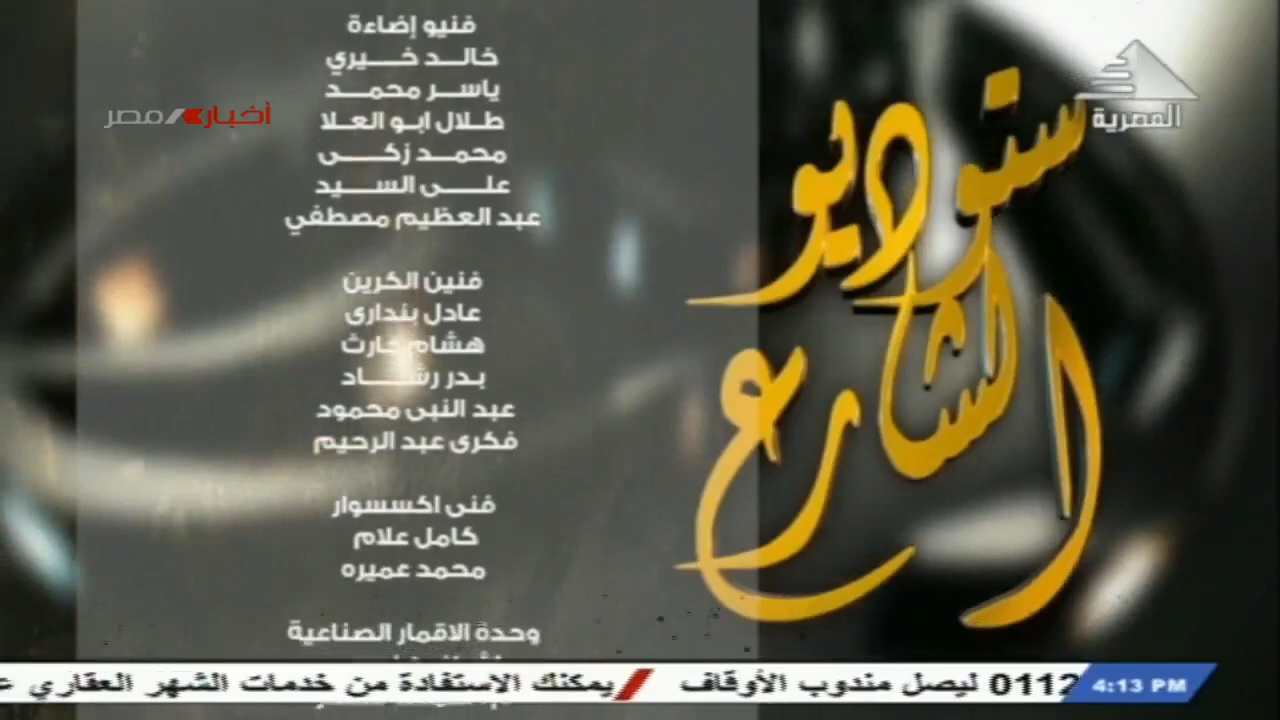 فنيو إضاءة
خالد خيري
ياسر محمد
طلال ابو العلا
محمد زكى
على السيد
عبد العظيم مصطفي
فنين الكرين
عادل بندارى
هشام حارث
بدر رشاد
عبد النبى محمود
فكرى عبد الرحيم
فنى اكسسوار
كامل علام
محمد عميره
وحدة الاقمار الصناعية
أخبار مصر
ستوديو
الشارع
المصرية
0112 ليصل مندوب الأوقاف / يمكنك الاستفادة من خدمات الشهر العقاري
4:13 PM